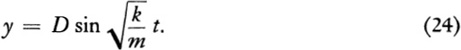 y = D sin √(k/m) t. (24)